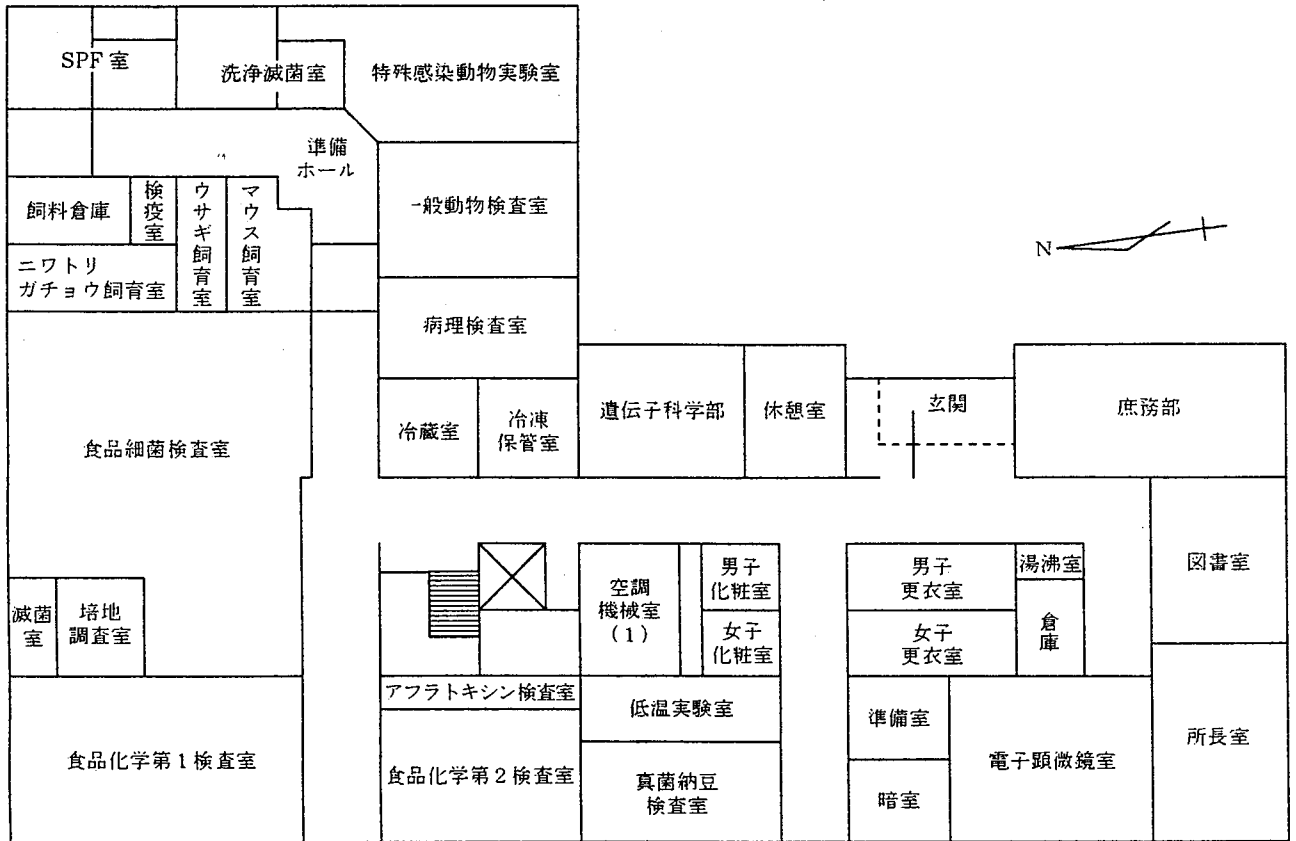 SPF 室
洗浄滅菌室
特殊感染動物実験室
準備
ホール
飼料倉庫
検疫室
ウサギ飼育室
マウス飼育室
一般動物検査室
ニワトリ
ガチョウ飼育室
N
病理検査室
食品細菌検査室
冷蔵室
冷凍
保管室
遺伝子科学部
休憩室
玄関
庶務部
滅菌
室
培地
調査室
空調
機械室
(1)
男子
化粧室
女子
化粧室
男子
更衣室
女子
更衣室
湯沸室
倉庫
図書室
アフラトキシン検査室
低温実験室
食品化学第1検査室
食品化学第2検査室
真菌納豆
検査室
準備室
暗室
電子顕微鏡室
所長室